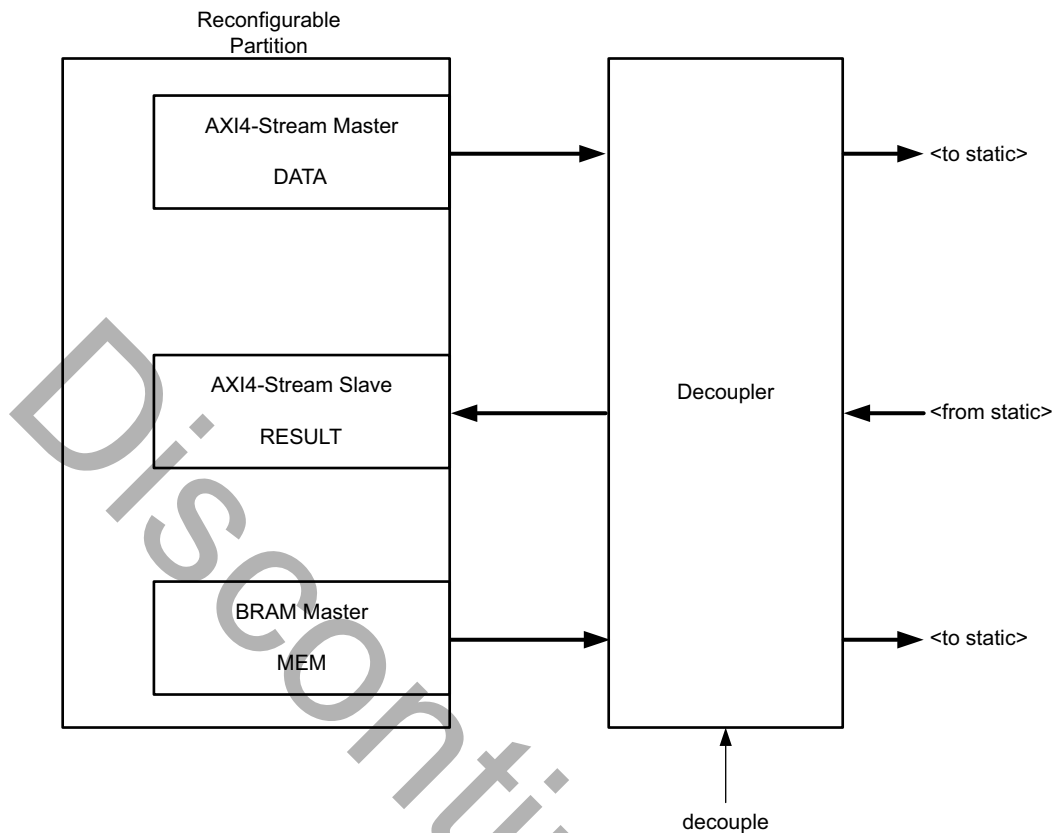 Reconfigurable
Partition
AXI4-Stream Master
DATA
<to static>
AXI4-Stream Slave
RESULT
Decoupler
<from static>
BRAM Master
MEM
<to static>
decouple
Disconti